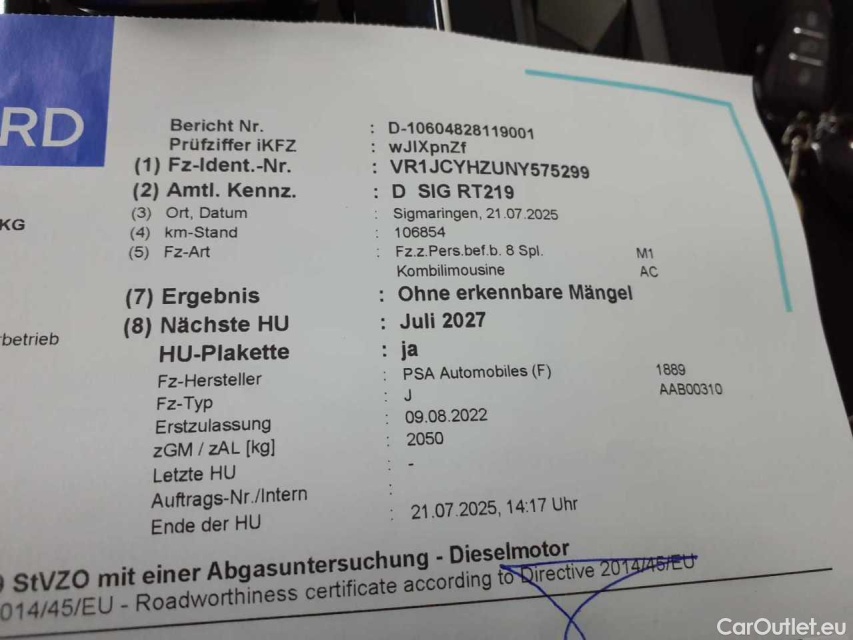 RD
Bericht Nr. : D-10604828119001
Prüfziffer iKFZ : wJIXpnZf
(1) Fz-Ident.-Nr. : VR1JCYHZUNY575299
(2) Amtl. Kennz. : D SIG RT219
(3) Ort, Datum : Sigmaringen, 21.07.2025
KG
(4) km-Stand : 106854
(5) Fz-Art : Fz.z.Pers.bef.b. 8 Spl. M1
Kombilimousine AC
(7) Ergebnis : Ohne erkennbare Mängel
(8) Nächste HU : Juli 2027
rbetrieb
HU-Plakette : ja
Fz-Hersteller : PSA Automobiles (F) 1889
Fz-Typ : J AAB00310
Erstzulassung : 09.08.2022
zGM / zAL [kg] : 2050
Letzte HU : -
Auftrags-Nr./Intern :
Ende der HU : 21.07.2025, 14:17 Uhr
StVZO mit einer Abgasuntersuchung - Dieselmotor
014/45/EU - Roadworthiness certificate according to Directive 2014/45/EU
CarOutlet.eu